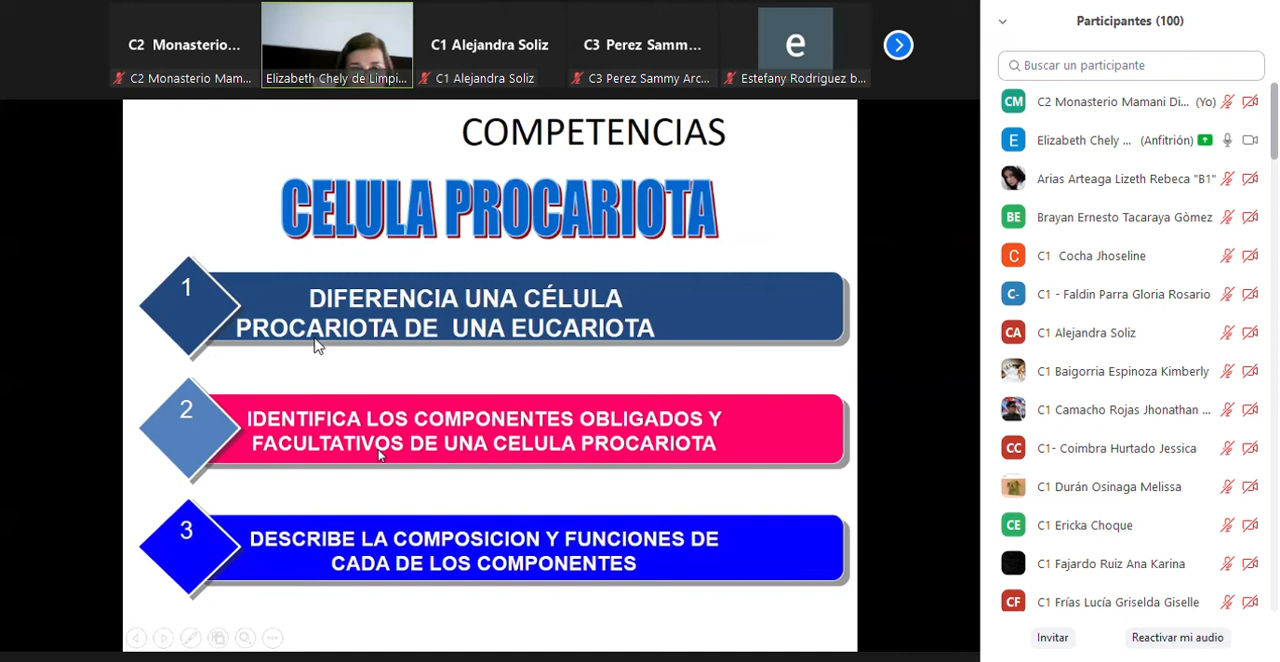 C2 Monasterio...
C1 Alejandra Soliz
C3 Perez Samm...
e
C2 Monasterio Mam...
Elizabeth Chely de Limpi...
C1 Alejandra Soliz
C3 Perez Sammy Arc...
Estefany Rodriguez b...
COMPETENCIAS
CELULA PROCARIOTA
1
DIFERENCIA UNA CÉLULA
PROCARIOTA DE UNA EUCARIOTA
2
IDENTIFICA LOS COMPONENTES OBLIGADOS Y
FACULTATIVOS DE UNA CELULA PROCARIOTA
3
DESCRIBE LA COMPOSICION Y FUNCIONES DE
CADA DE LOS COMPONENTES
Participantes (100)
Buscar un participante
CM C2 Monasterio Mamani Di... (Yo)
E Elizabeth Chely ... (Anfitrión)
Arias Arteaga Lizeth Rebeca "B1"
BE Brayan Ernesto Tacaraya Gòmez
C C1 Cocha Jhoseline
C- C1 - Faldin Parra Gloria Rosario
CA C1 Alejandra Soliz
C1 Baigorria Espinoza Kimberly
C1 Camacho Rojas Jhonathan ...
CC C1- Coimbra Hurtado Jessica
C1 Durán Osinaga Melissa
CE C1 Ericka Choque
C1 Fajardo Ruiz Ana Karina
CF C1 Frías Lucía Griselda Giselle
Invitar
Reactivar mi audio